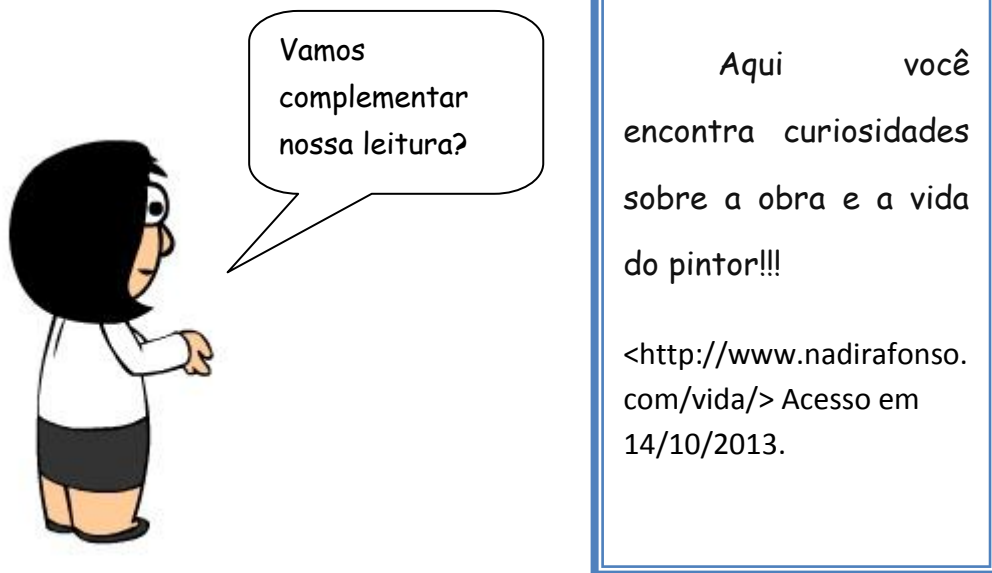 Vamos
complementar
nossa leitura?
Aqui você
encontra curiosidades
sobre a obra e a vida
do pintor!!!
<http://www.nadirafonso.
com/vida/> Acesso em
14/10/2013.